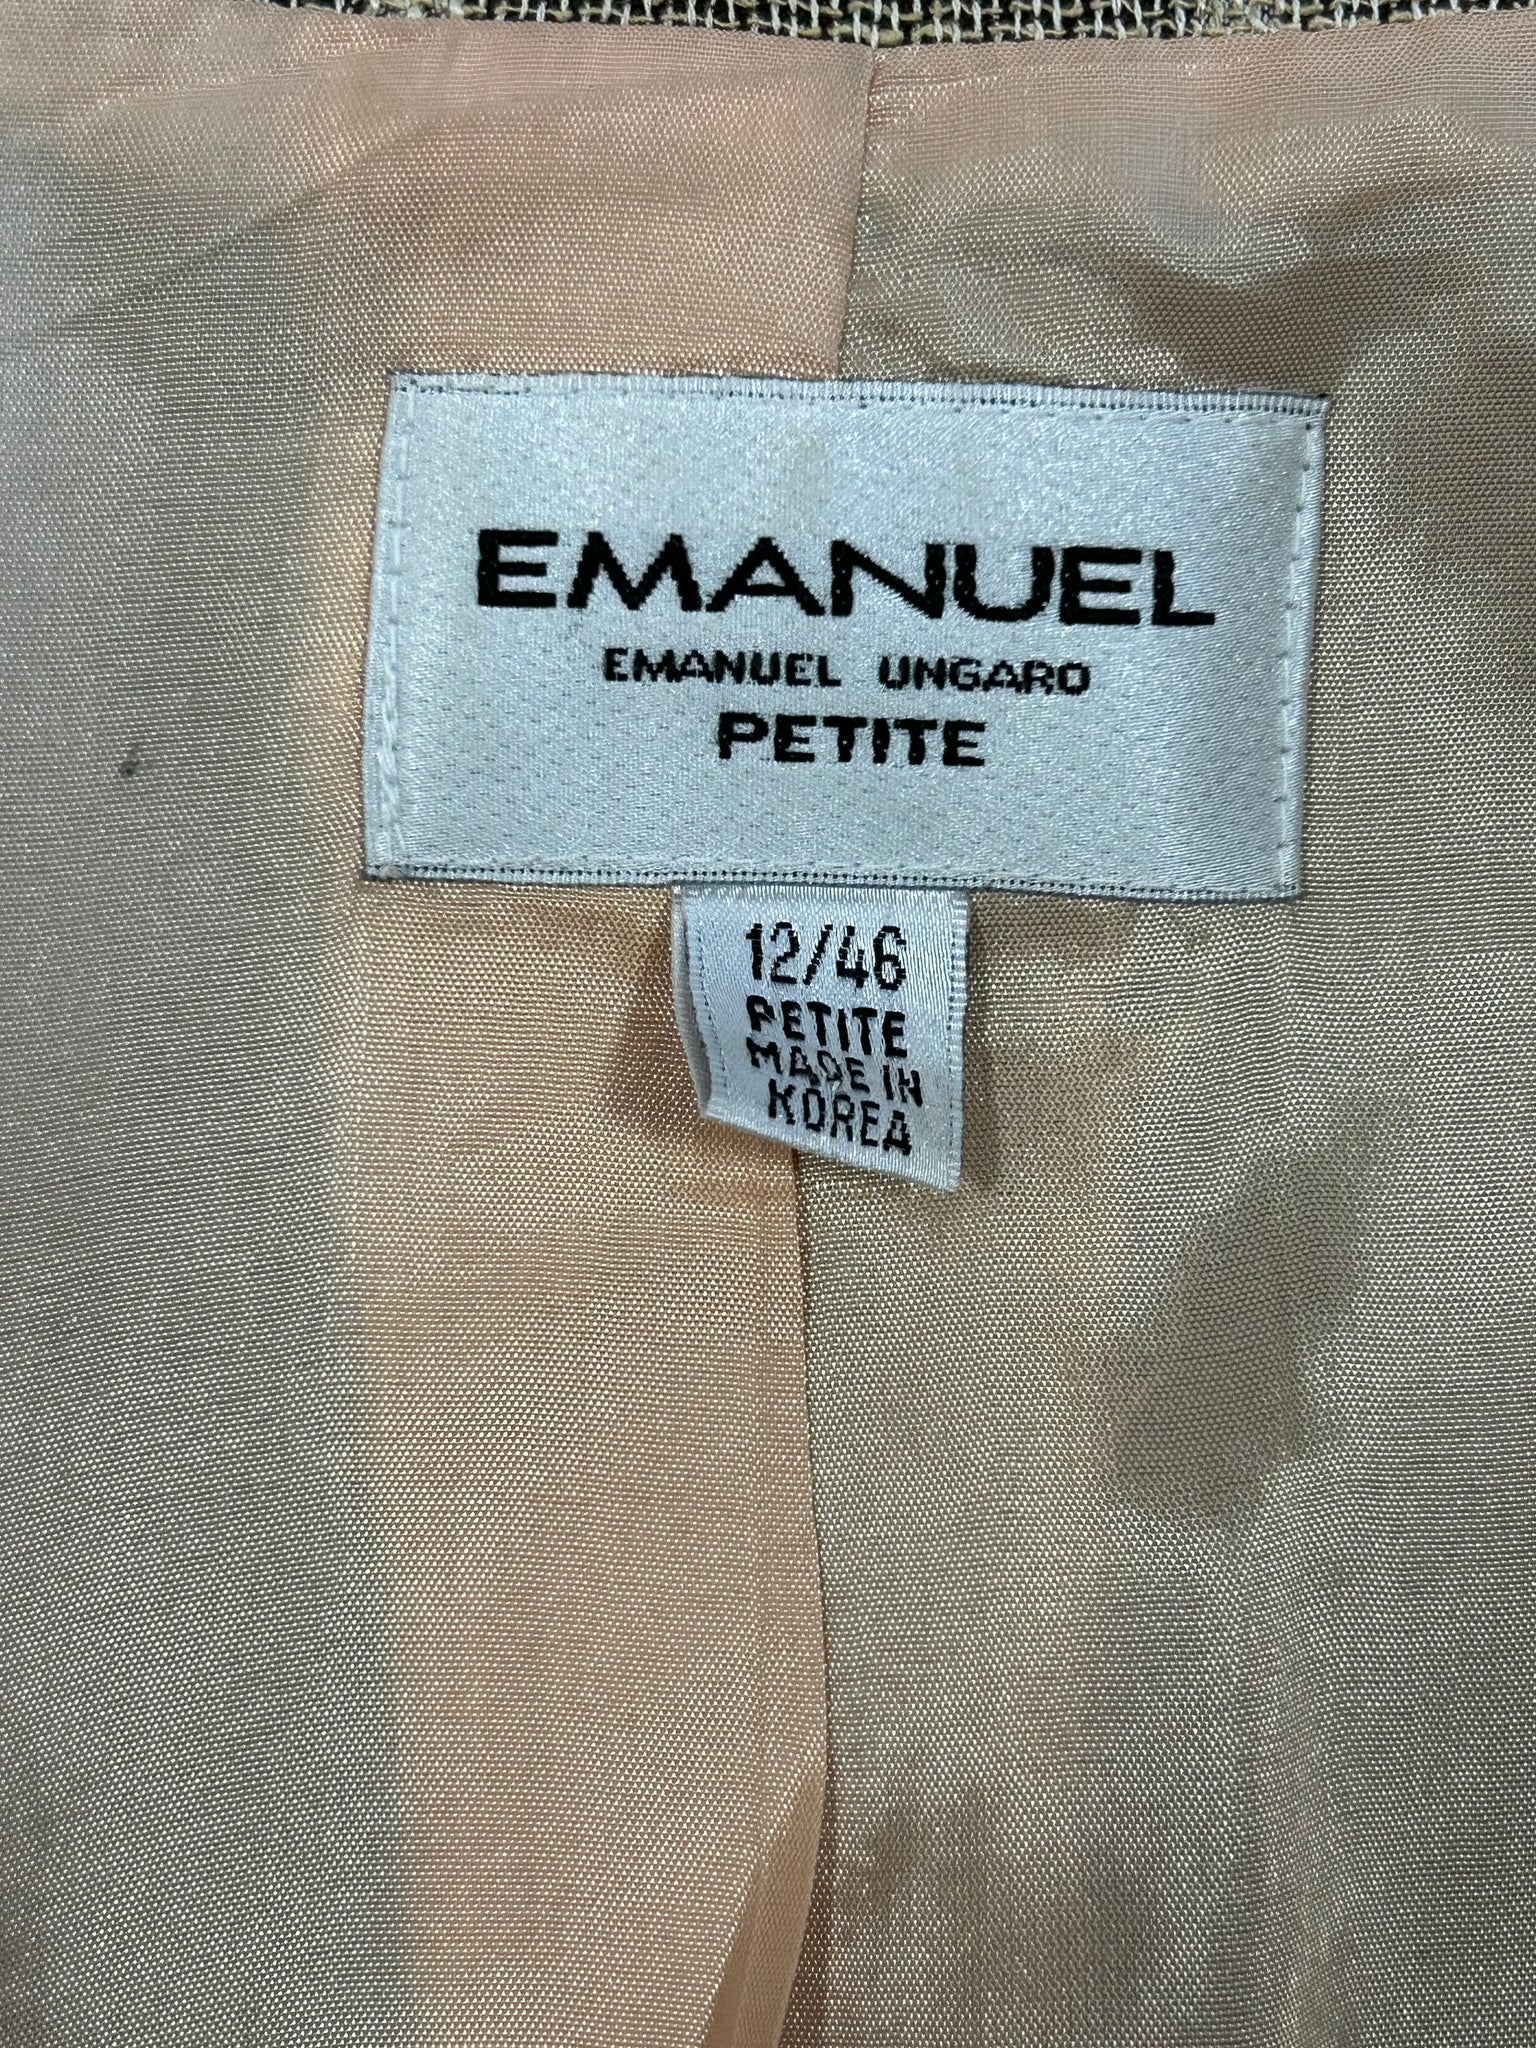 EMANUEL
EMANUEL UNGARO
PETITE
12/46
PETITE
MADE IN
KOREA